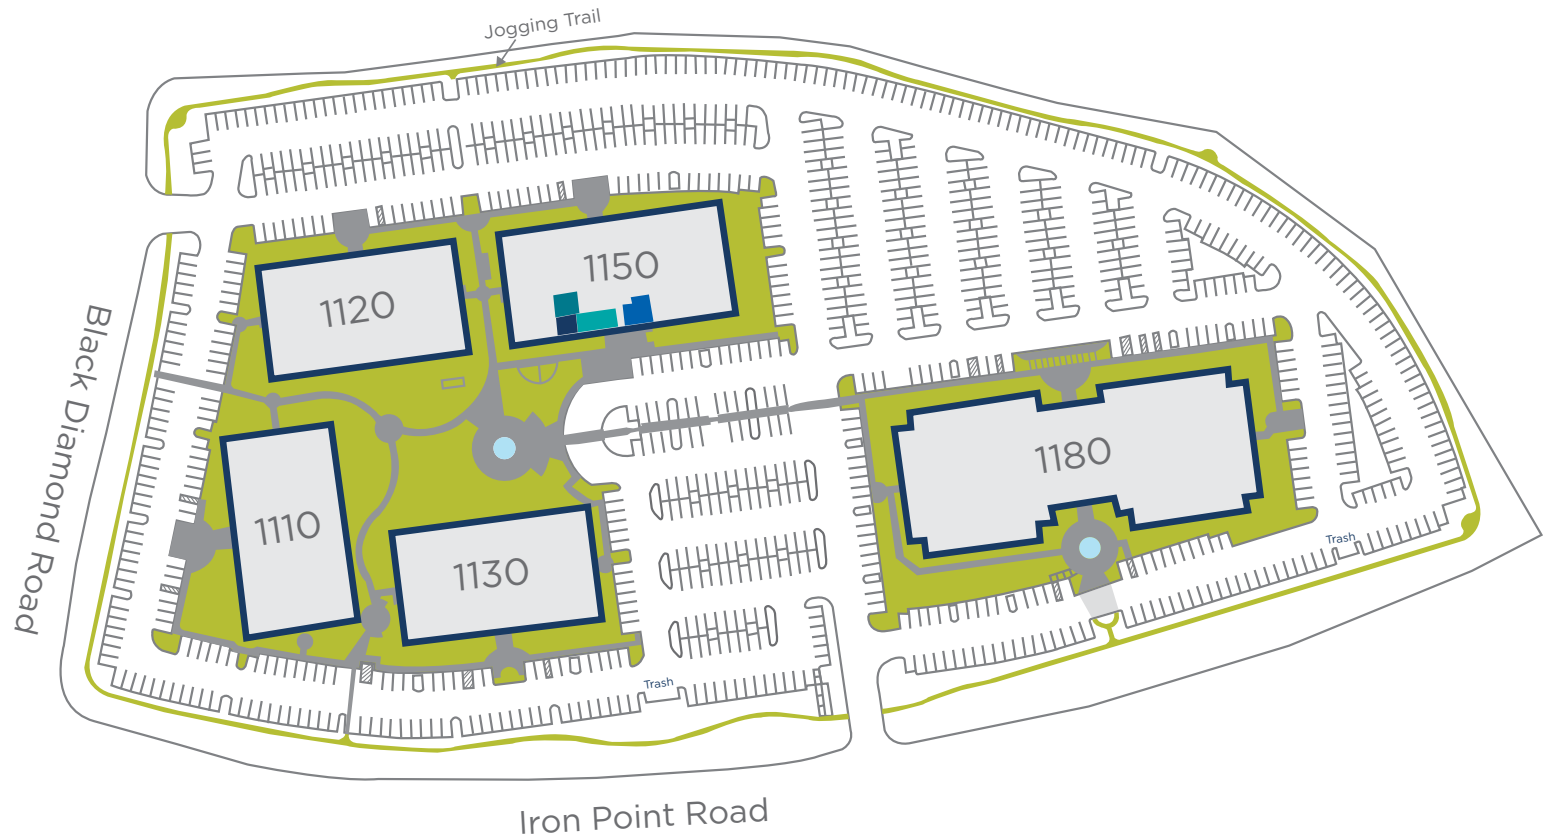 Jogging Trail
1150
1120
Black Diamond Road
1180
1110
1130
Trash
Trash
Iron Point Road